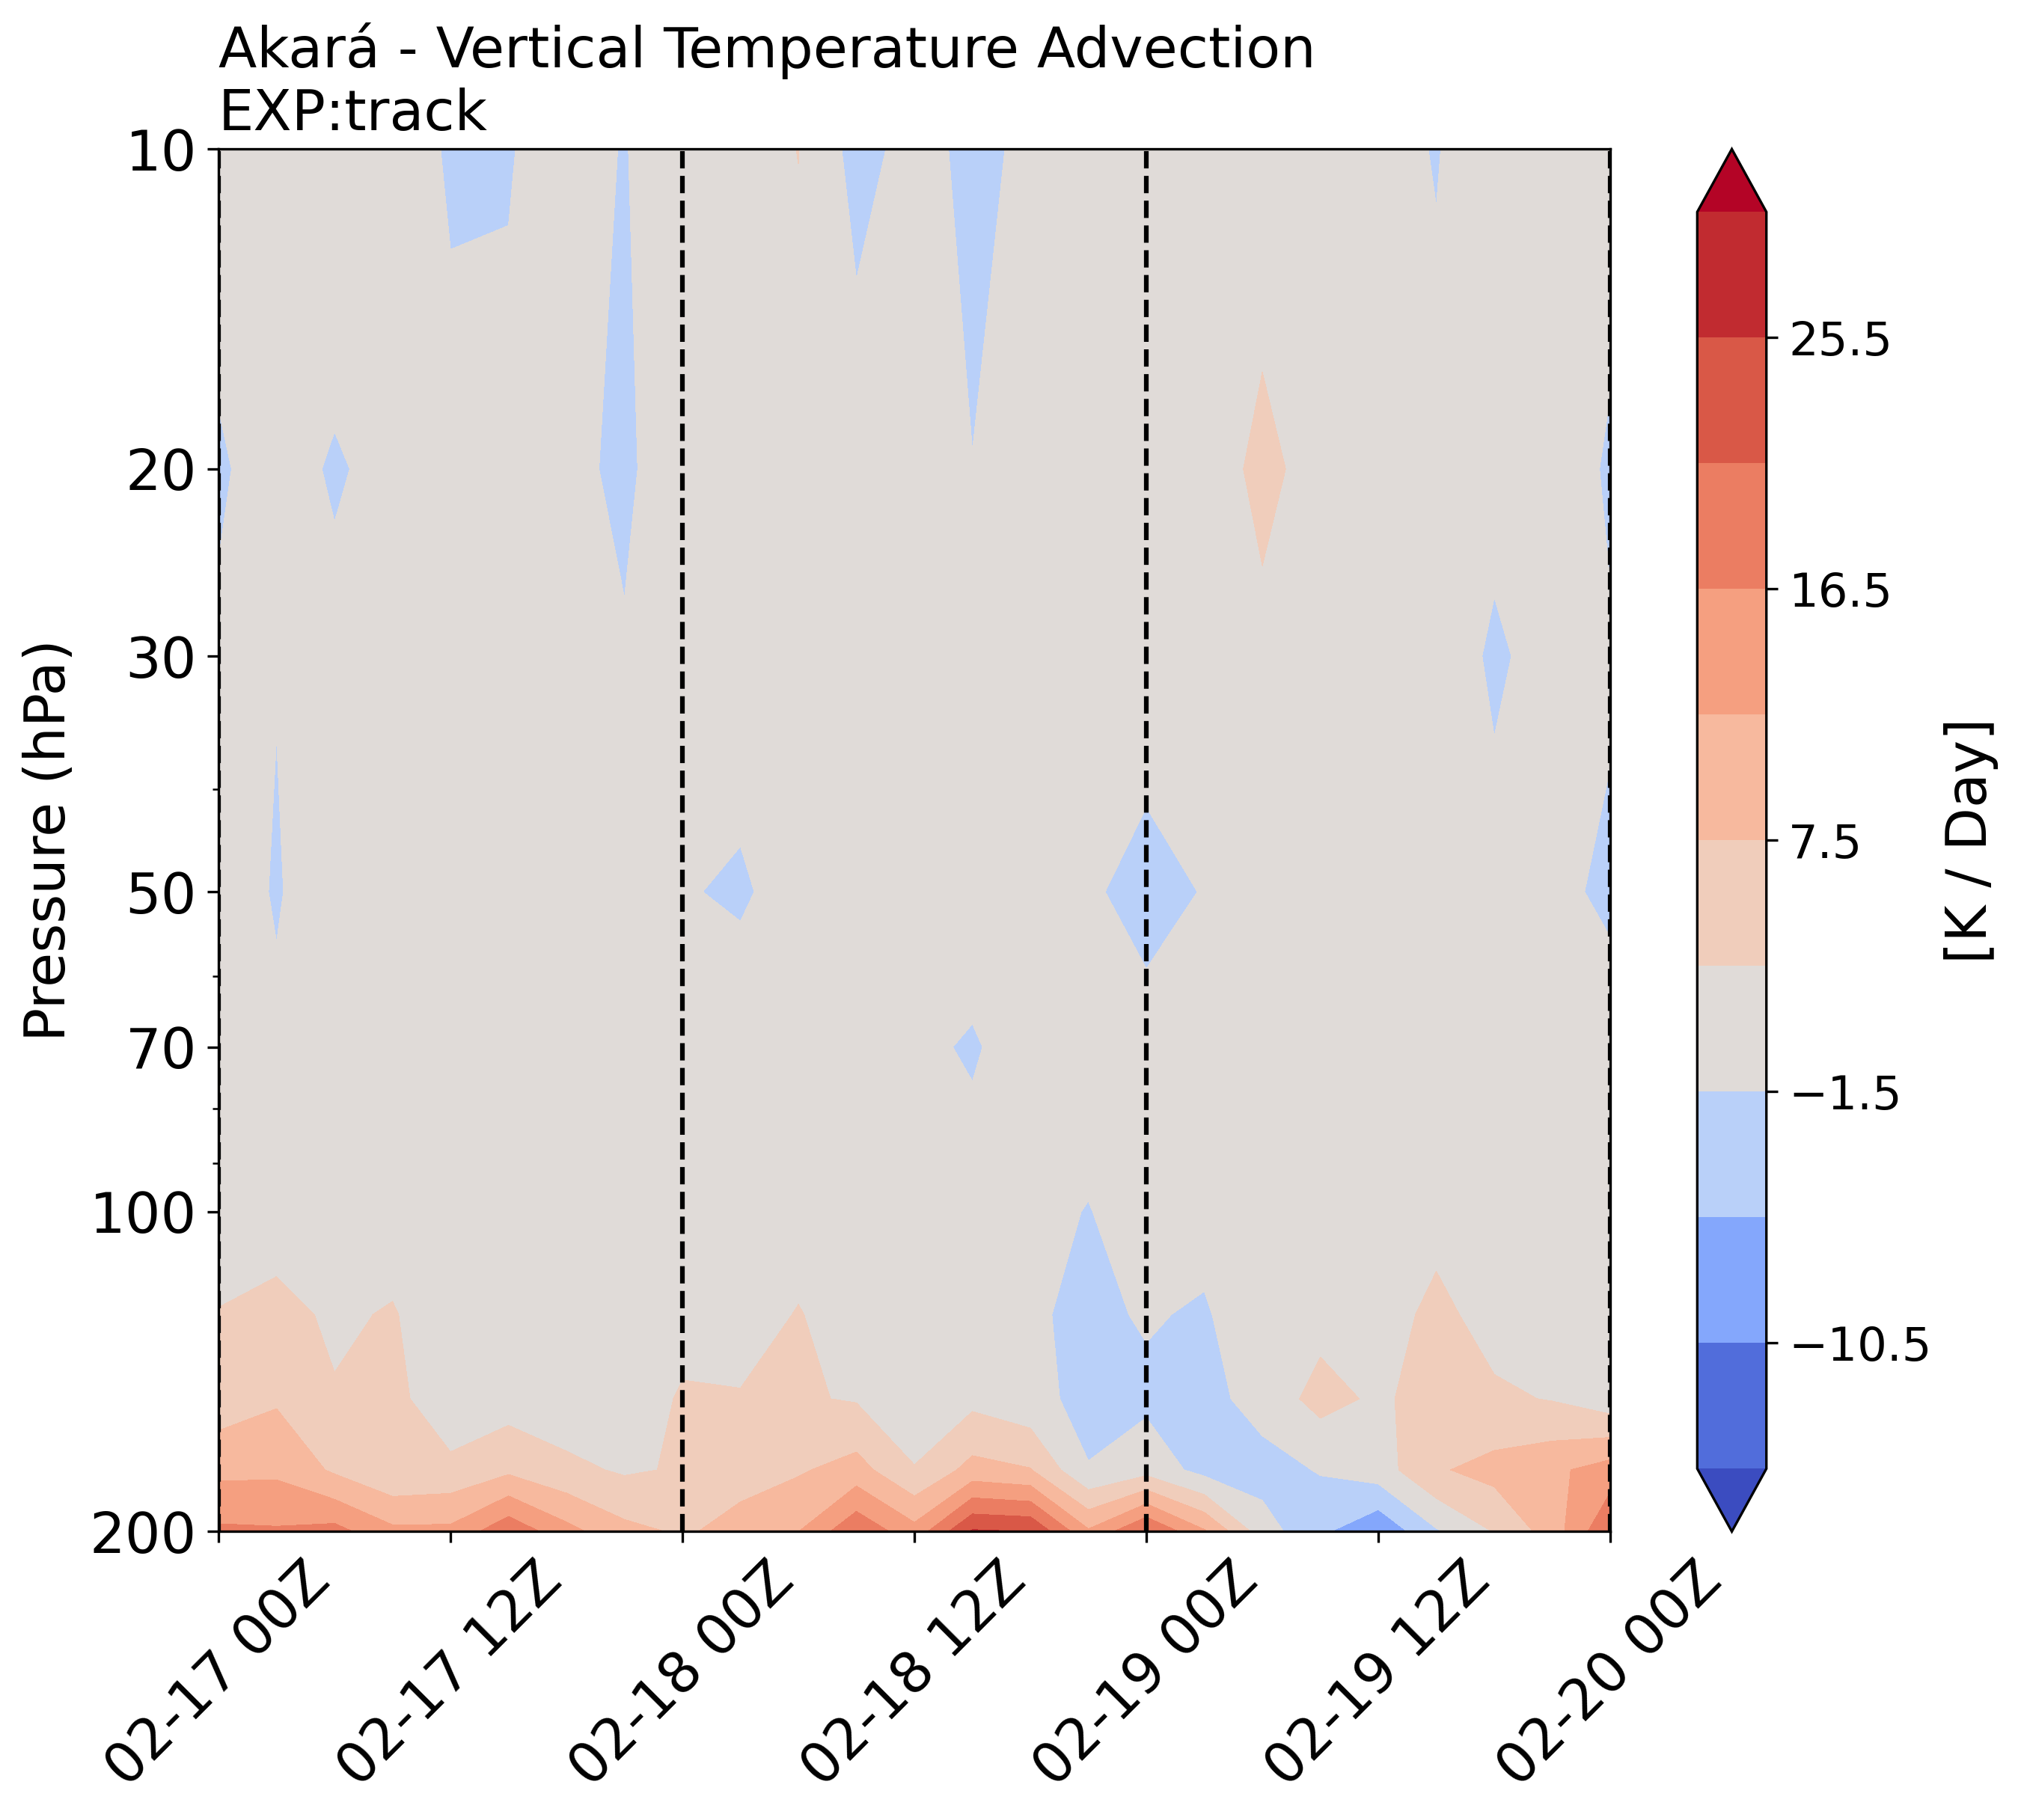 Akará - Vertical Temperature Advection
EXP:track
10
20
30
50
70
100
200
Pressure (hPa)
02-17 00Z
02-17 12Z
02-18 00Z
02-18 12Z
02-19 00Z
02-19 12Z
02-20 00Z
25.5
16.5
7.5
−1.5
−10.5
[K / Day]